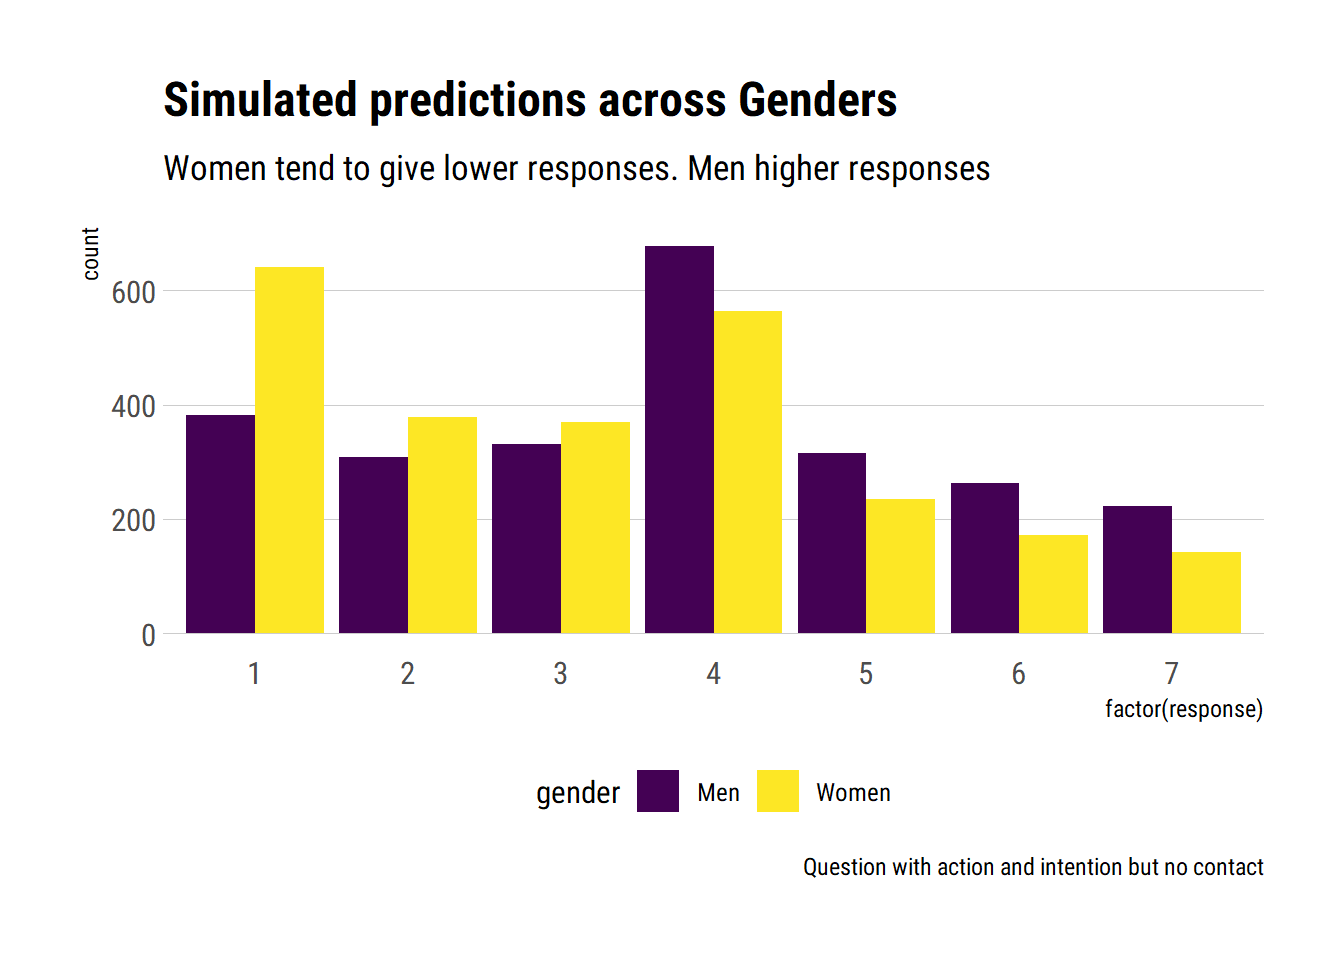 Simulated predictions across Genders
Women tend to give lower responses. Men higher responses
count
600
400
200
0
1 2 3 4 5 6 7
factor(response)
gender Men Women
Question with action and intention but no contact